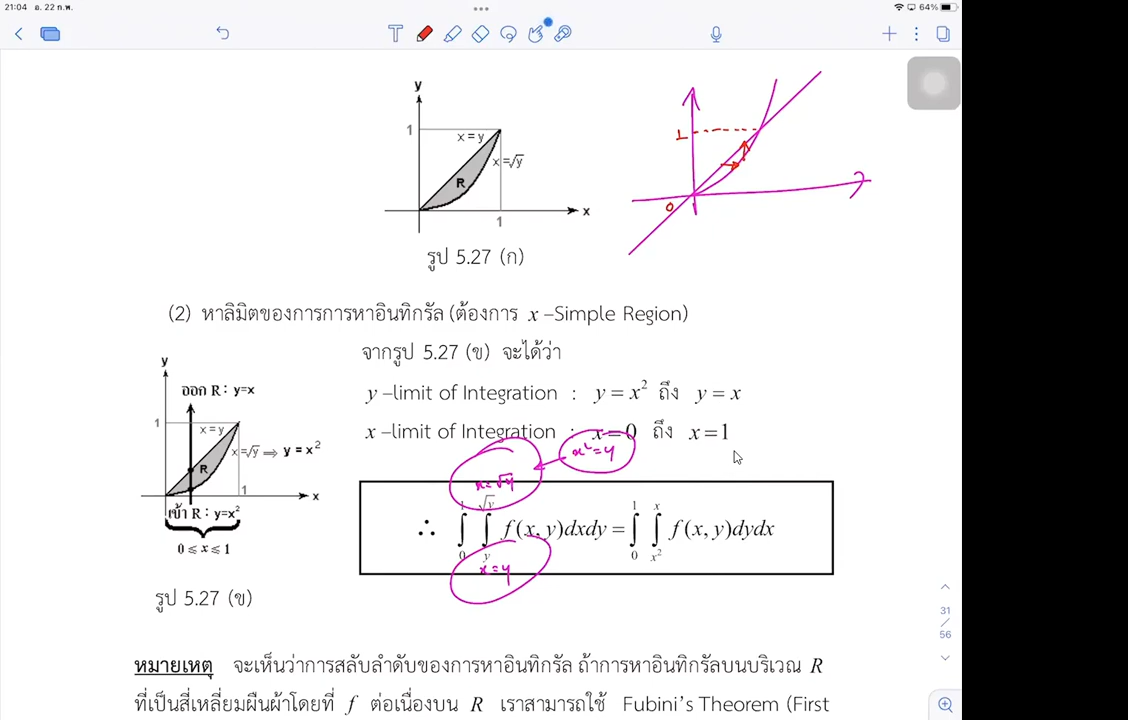 21:04 อ. 22 ก.พ.
64%
T
y
1
x = y
x = √y
R
x
1
รูป 5.27 (ก)
1
0
(2) หาลิมิตของการการหาอินทิกรัล (ต้องการ x –Simple Region)
จากรูป 5.27 (ข) จะได้ว่า
y –limit of Integration : y = x² ถึง y = x
x –limit of Integration : x = 0 ถึง x = 1
y
ออก R: y=x
1
x = y
x = √y ⟹ y = x²
R
1
x
เข้า R: y=x²
0 ≤ x ≤ 1
รูป 5.27 (ข)
x² = y
x = √y
∴ ∫₀¹ ∫_y^√y f(x, y)dxdy = ∫₀¹ ∫_x²^x f(x, y)dydx
x = y
31
/
56
หมายเหตุ จะเห็นว่าการสลับลำดับของการหาอินทิกรัล ถ้าการหาอินทิกรัลบนบริเวณ R
ที่เป็นสี่เหลี่ยมผืนผ้าโดยที่ f ต่อเนื่องบน R เราสามารถใช้ Fubini's Theorem (First